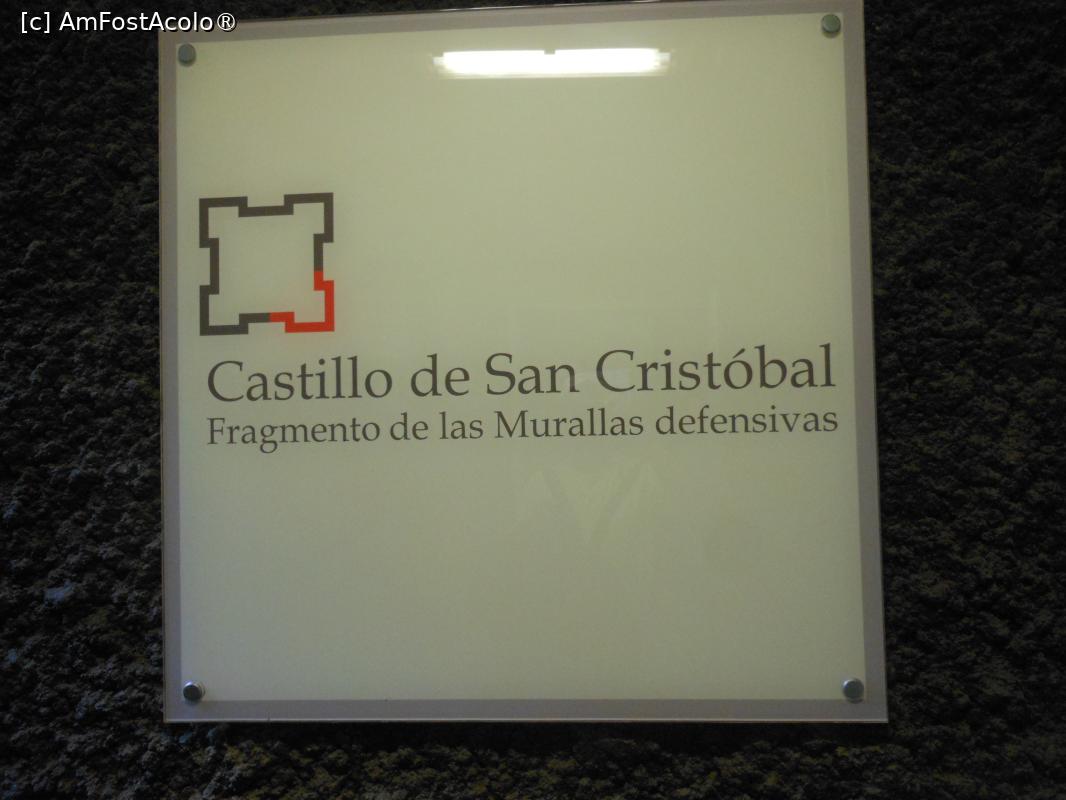 [c] AmFostAcolo®
Castillo de San Cristóbal
Fragmento de las Murallas defensivas